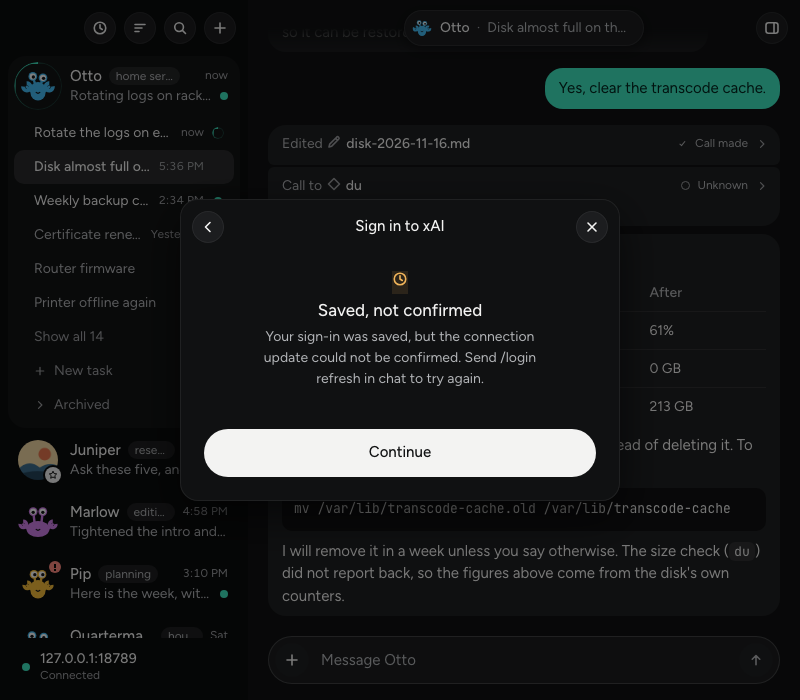 so it can be restor
Otto · Disk almost full on th...
Otto home ser... now
Rotating logs on rack...
Rotate the logs on e... now
Disk almost full o... 5:36 PM
Weekly backup c... 2:34 PM
Certificate rene... Yeste
Router firmware
Printer offline again
Show all 14
New task
Archived
Juniper rese...
Ask these five, an
Marlow editi... 4:58 PM
Tightened the intro and...
Pip planning 3:10 PM
Here is the week, wit...
Quarterma hou... Sat
127.0.0.1:18789
Connected
Yes, clear the transcode cache.
Edited disk-2026-11-16.md Call made
Call to du Unknown
Sign in to xAI
Saved, not confirmed
Your sign-in was saved, but the connection
update could not be confirmed. Send /login
refresh in chat to try again.
Continue
After
61%
0 GB
213 GB
ead of deleting it. To
mv /var/lib/transcode-cache.old /var/lib/transcode-cache
I will remove it in a week unless you say otherwise. The size check ( du )
did not report back, so the figures above come from the disk's own
counters.
Message Otto